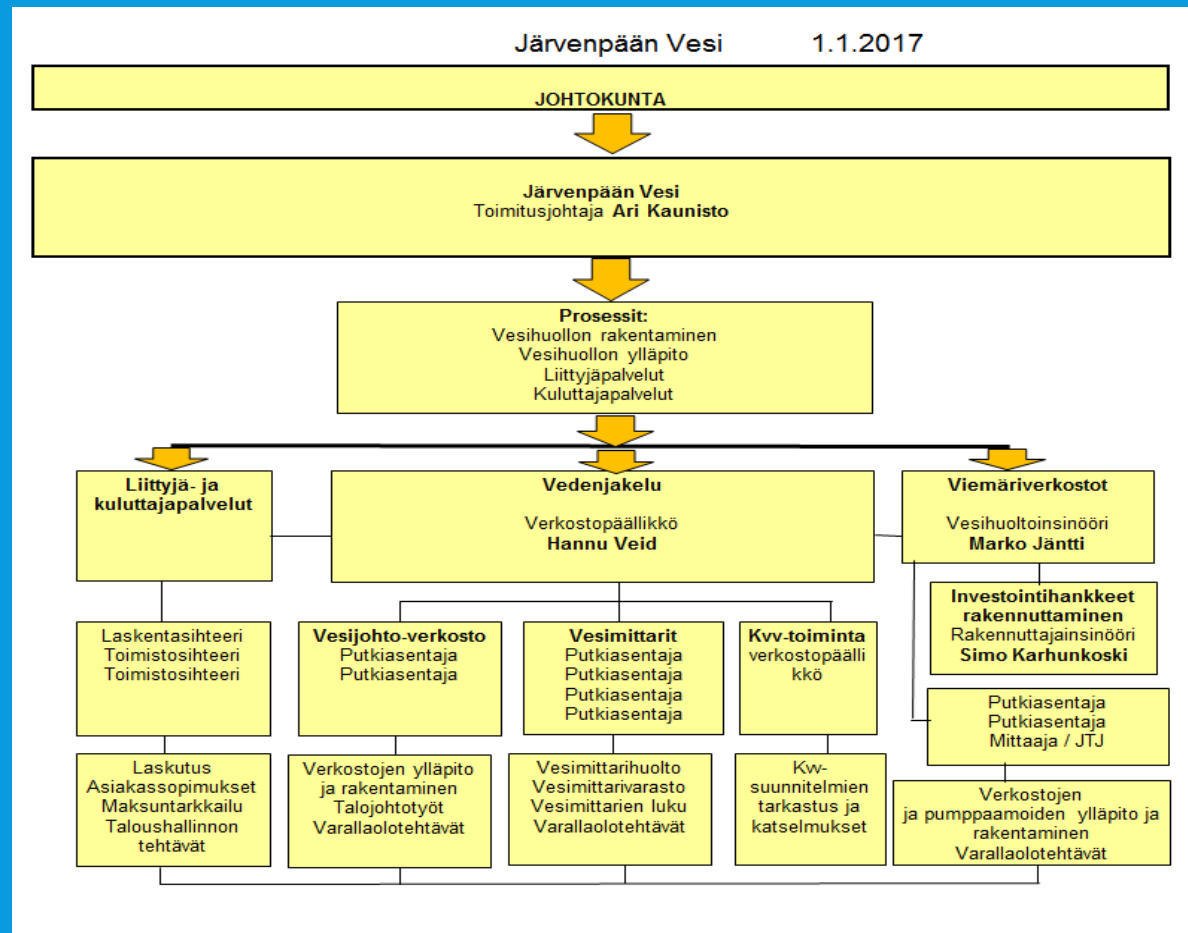 Järvenpään Vesi 1.1.2017
JOHTOKUNTA
Järvenpään Vesi
Toimitusjohtaja Ari Kaunisto
Prosessit:
Vesihuollon rakentaminen
Vesihuollon ylläpito
Liittyjäpalvelut
Kuluttajapalvelut
Liittyjä- ja
kuluttajapalvelut
Vedenjakelu
Verkostopäällikkö
Hannu Veid
Viemäriverkostot
Vesihuoltoinsinööri
Marko Jäntti
Investointihankkeet
rakennuttaminen
Rakennuttajainsinööri
Simo Karhunkoski
Laskentasihteeri
Toimistosihteeri
Toimistosihteeri
Vesijohto-verkosto
Putkiasentaja
Putkiasentaja
Vesimittarit
Putkiasentaja
Putkiasentaja
Putkiasentaja
Putkiasentaja
Kvv-toiminta
verkostopäälli
kkö
Putkiasentaja
Putkiasentaja
Mittaaja / JTJ
Laskutus
Asiakassopimukset
Maksuntarkkailu
Taloushallinnon
tehtävät
Verkostojen ylläpito
ja rakentaminen
Talojohtotyöt
Varallaolotehtävät
Vesimittarihuolto
Vesimittarivarasto
Vesimittarien luku
Varallaolotehtävät
Kvv-
suunnitelmien
tarkastus ja
katselmukset
Verkostojen
ja pumppaamoiden ylläpito ja
rakentaminen
Varallaolotehtävät